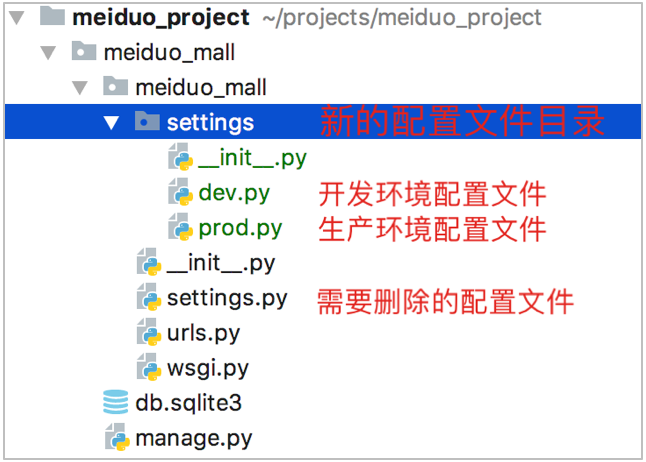 meiduo_project ~/projects/meiduo_project
meiduo_mall
meiduo_mall
settings 新的配置文件目录
__init__.py
dev.py 开发环境配置文件
prod.py 生产环境配置文件
__init__.py
settings.py 需要删除的配置文件
urls.py
wsgi.py
db.sqlite3
manage.py